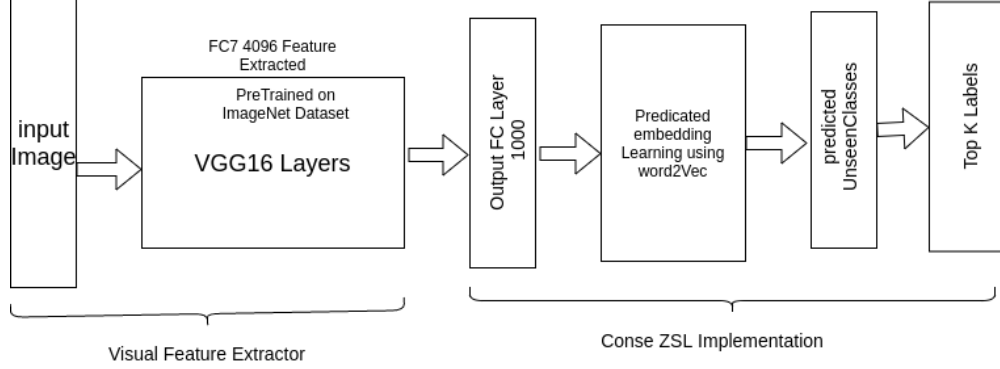 input
Image
FC7 4096 Feature
Extracted
PreTrained on
ImageNet Dataset
VGG16 Layers
Output FC Layer
1000
Predicated
embedding
Learning using
word2Vec
predicted
UnseenClasses
Top K Labels
Visual Feature Extractor
Conse ZSL Implementation